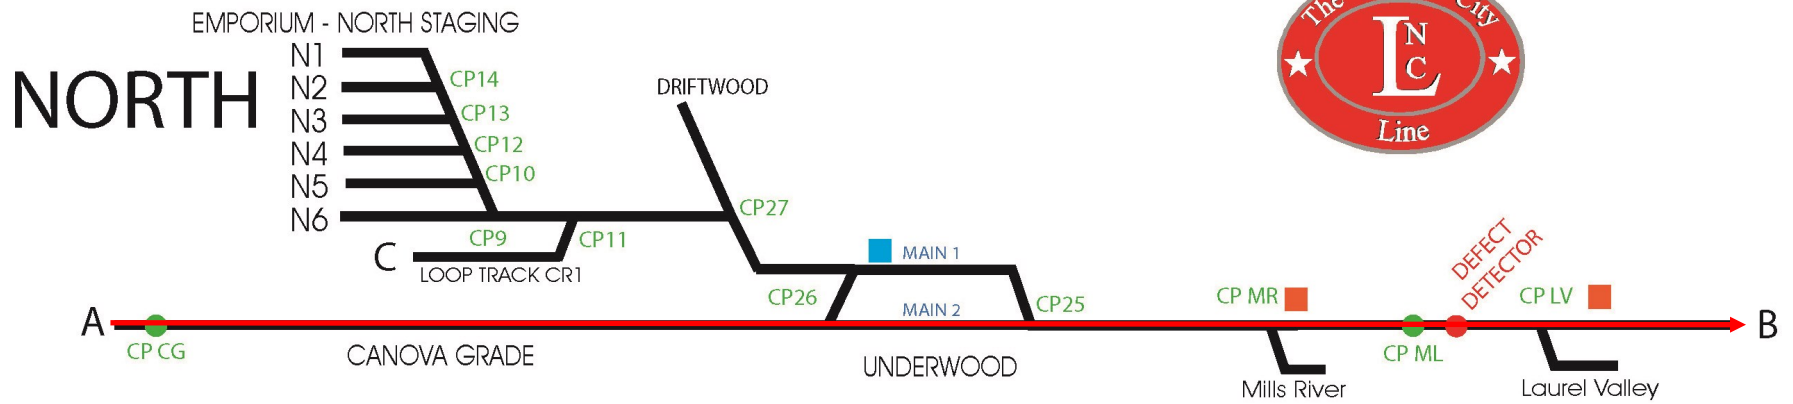 EMPORIUM - NORTH STAGING
NORTH
N1
N2
N3
N4
N5
N6
CP14
CP13
CP12
CP10
CP9
CP11
C
LOOP TRACK CR1
DRIFTWOOD
CP27
MAIN 1
CP26
MAIN 2
CP25
The
City
L
N
C
Line
DEFECT
DETECTOR
CP MR
CP LV
A
CP CG
CANOVA GRADE
UNDERWOOD
CP ML
B
Mills River
Laurel Valley